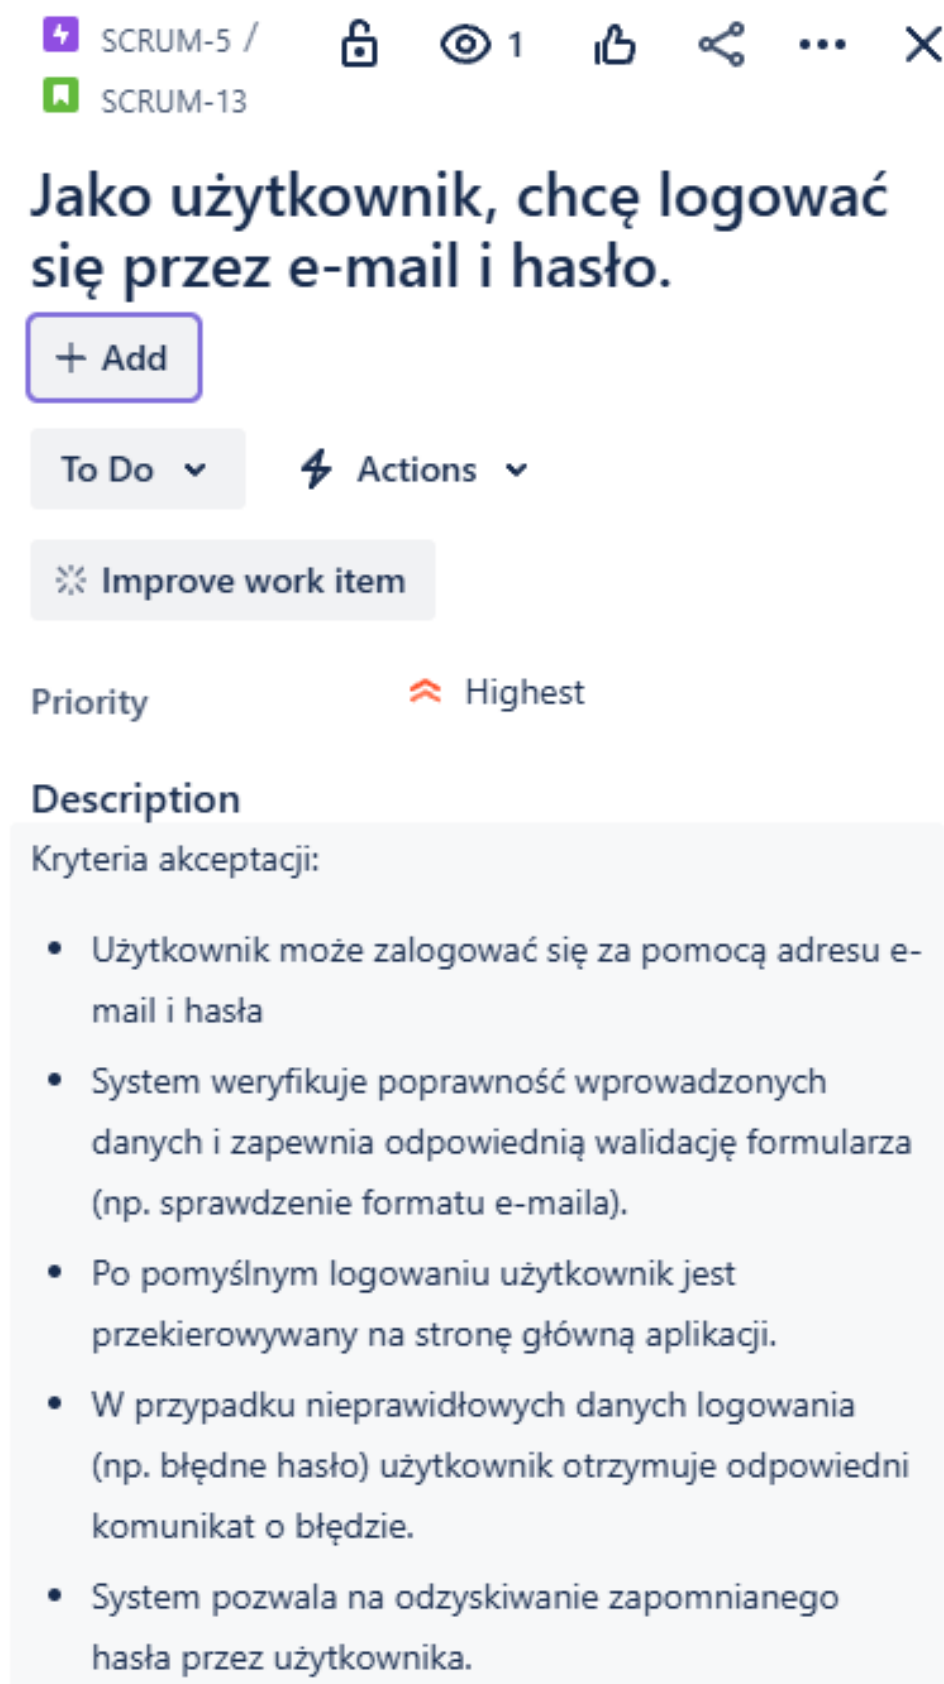 SCRUM-5 /
1
SCRUM-13
Jako użytkownik, chcę logować
się przez e-mail i hasło.
+ Add
To Do
Actions
Improve work item
Priority
Highest
Description
Kryteria akceptacji:
• Użytkownik może zalogować się za pomocą adresu e-
mail i hasła
• System weryfikuje poprawność wprowadzonych
danych i zapewnia odpowiednią walidację formularza
(np. sprawdzenie formatu e-maila).
• Po pomyślnym logowaniu użytkownik jest
przekierowywany na stronę główną aplikacji.
• W przypadku nieprawidłowych danych logowania
(np. błędne hasło) użytkownik otrzymuje odpowiedni
komunikat o błędzie.
• System pozwala na odzyskiwanie zapomnianego
hasła przez użytkownika.